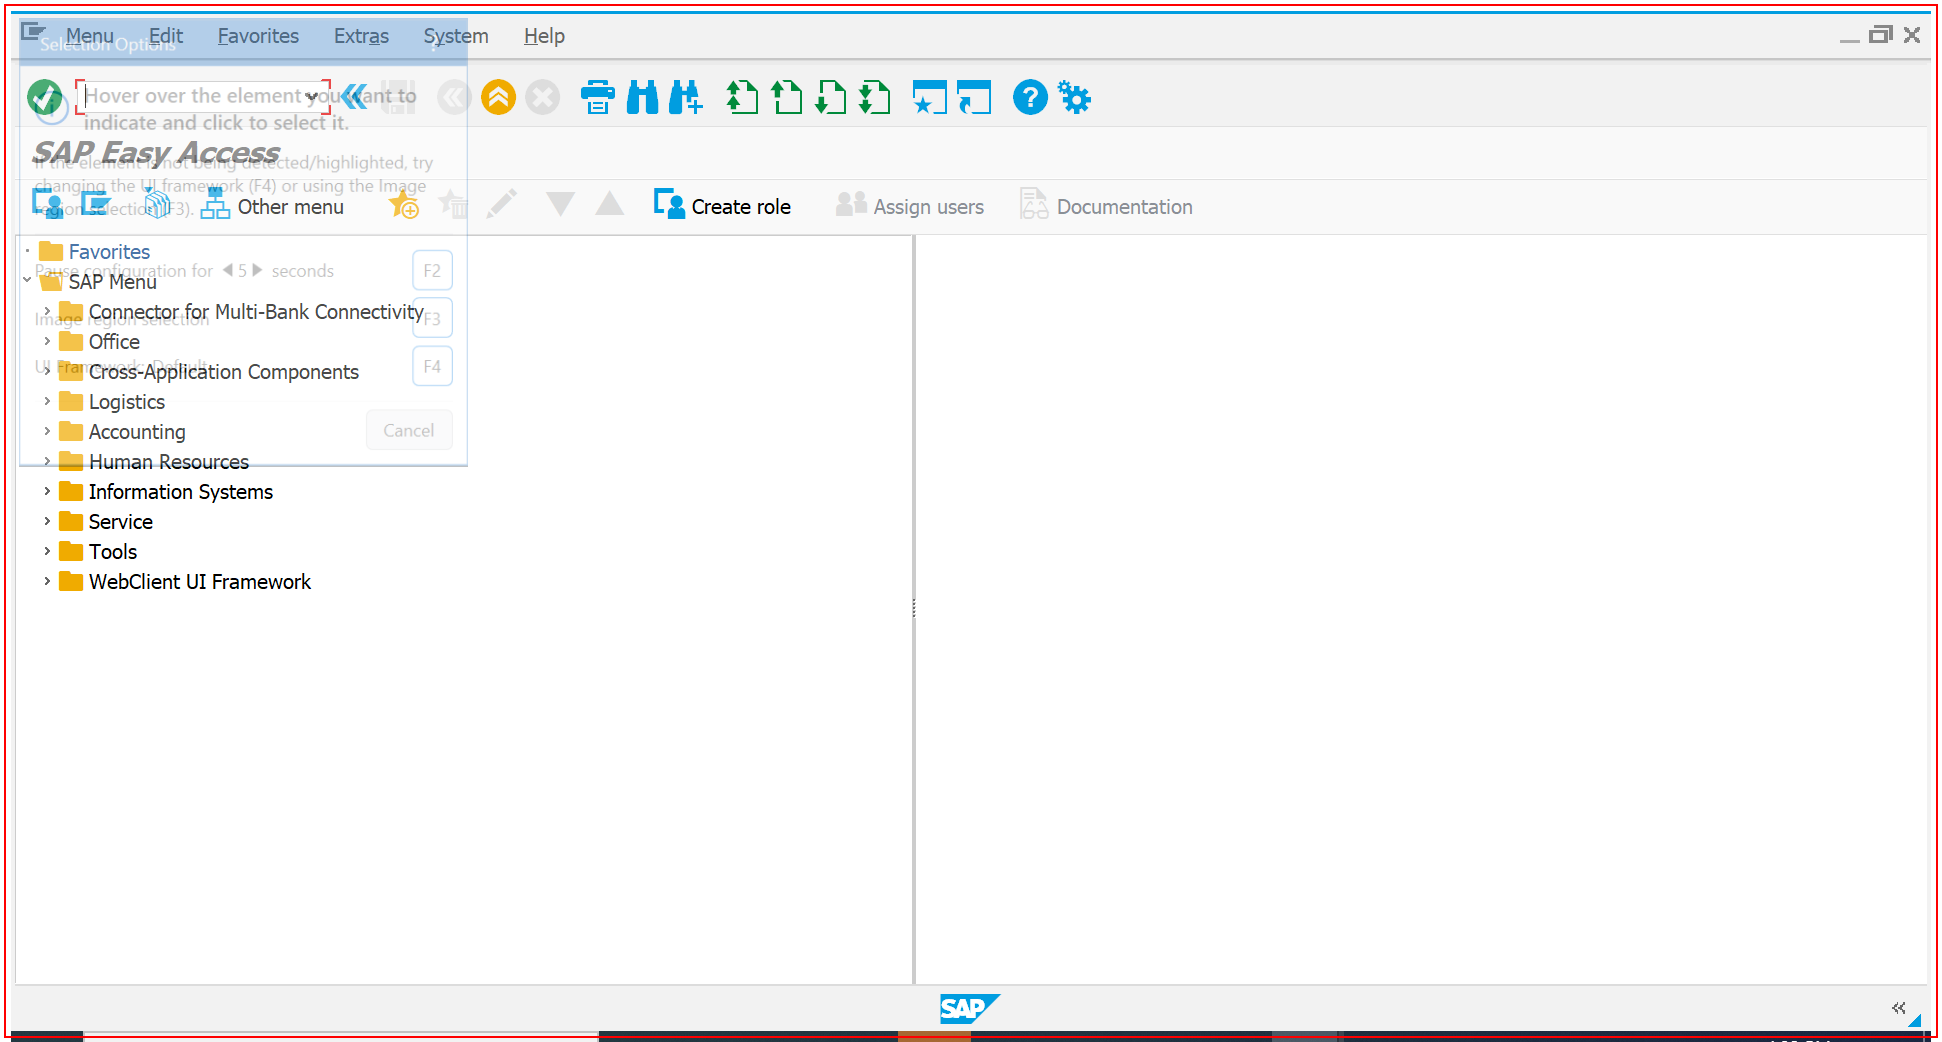 Menu Edit Favorites Extras System Help
Selection Options ?
Hover over the element you want to
indicate and click to select it.
SAP Easy Access
If the element is not being detected/highlighted, try
changing the UI framework (F4) or using the Image
region selection (F3).
Other menu Create role Assign users Documentation
Favorites
Pause configuration for 5 seconds F2
SAP Menu
Connector for Multi-Bank Connectivity
Image region selection F3
Office
UI Framework: Default F4
Cross-Application Components
Logistics
Accounting
Cancel
Human Resources
Information Systems
Service
Tools
WebClient UI Framework
SAP